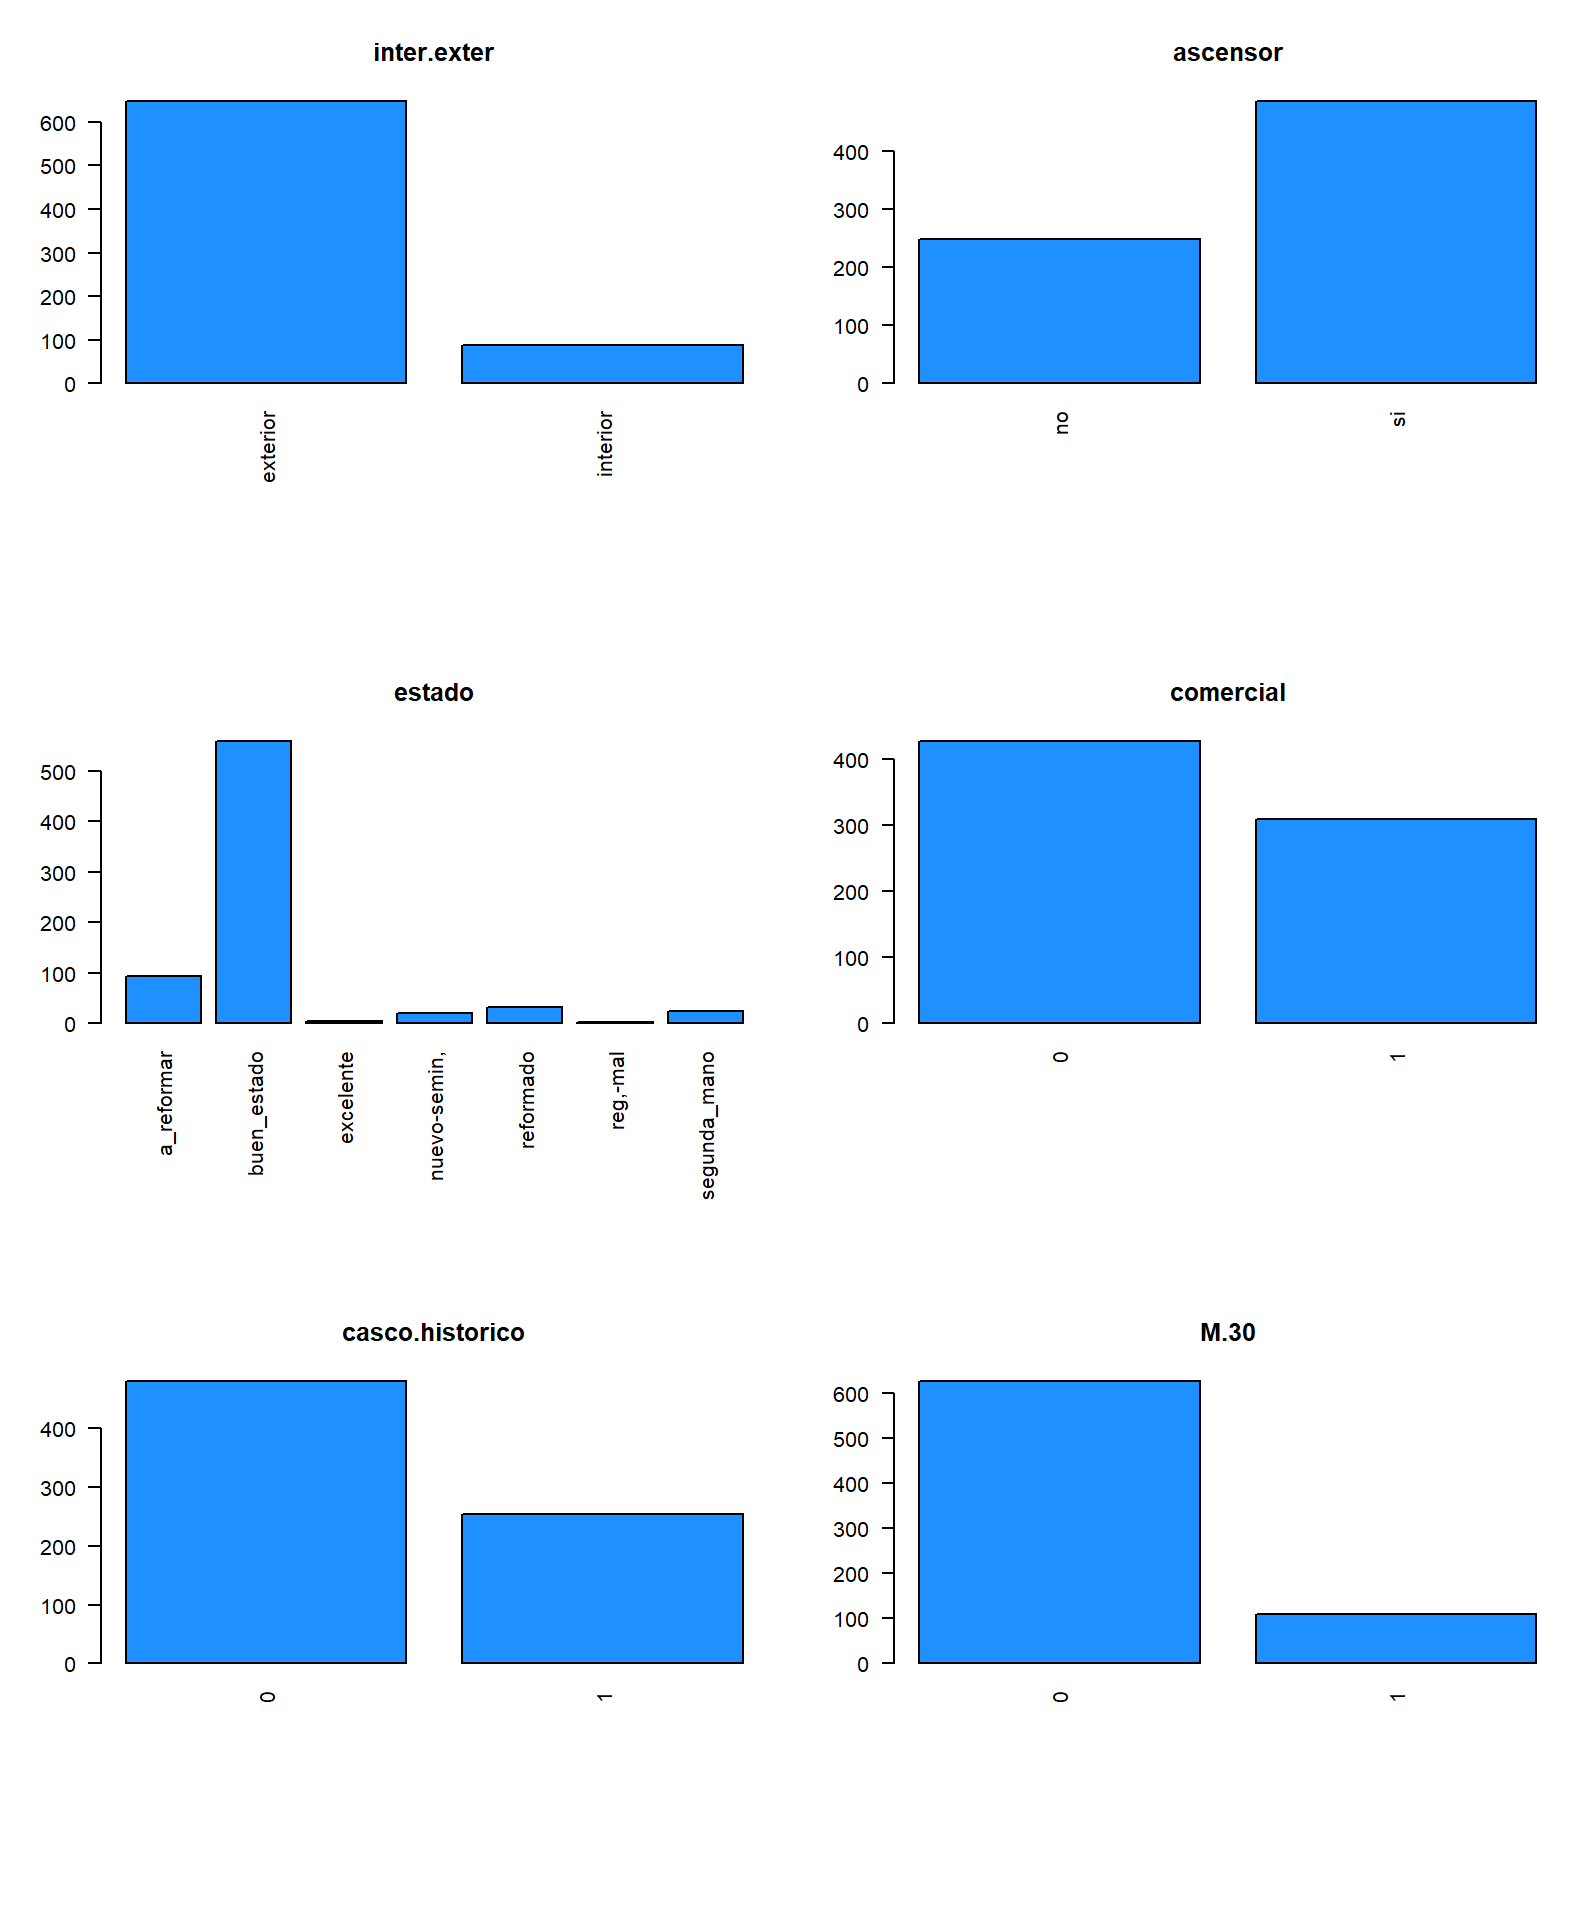 inter.exter
600
500
400
300
200
100
0
exterior
interior
ascensor
400
300
200
100
0
no
si
estado
500
400
300
200
100
0
a_reformar
buen_estado
excelente
nuevo-semin,
reformado
reg,-mal
segunda_mano
comercial
400
300
200
100
0
0
1
casco.historico
400
300
200
100
0
0
1
M.30
600
500
400
300
200
100
0
0
1